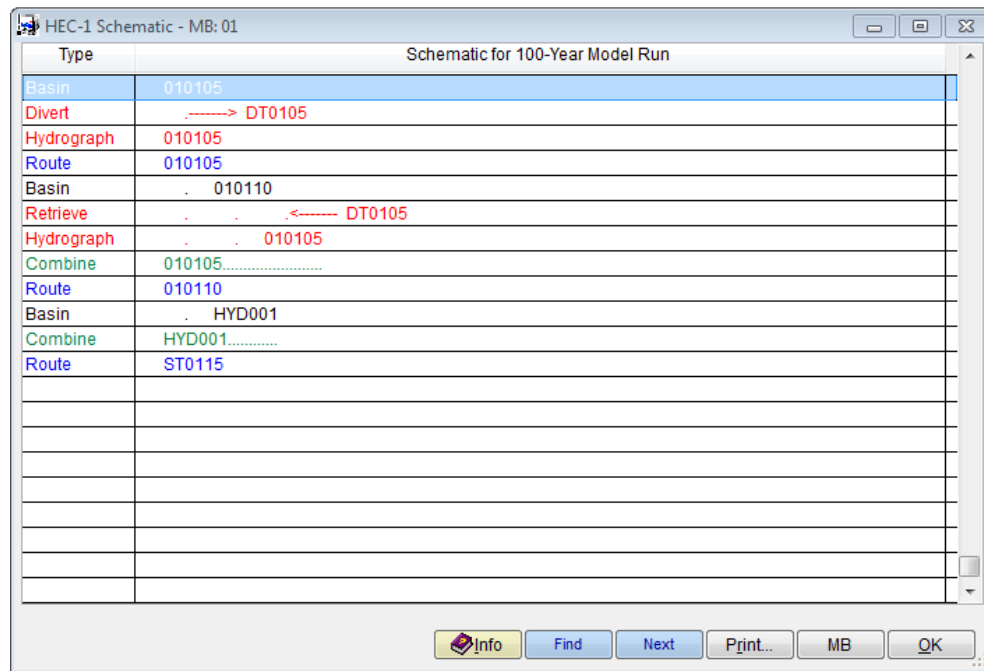 HEC-1 Schematic - MB: 01
Type Schematic for 100-Year Model Run
Basin 010105
Divert .-------> DT0105
Hydrograph 010105
Route 010105
Basin . 010110
Retrieve . . .<------- DT0105
Hydrograph . . 010105
Combine 010105........................
Route 010110
Basin . HYD001
Combine HYD001............
Route ST0115
Info Find Next Print... MB OK